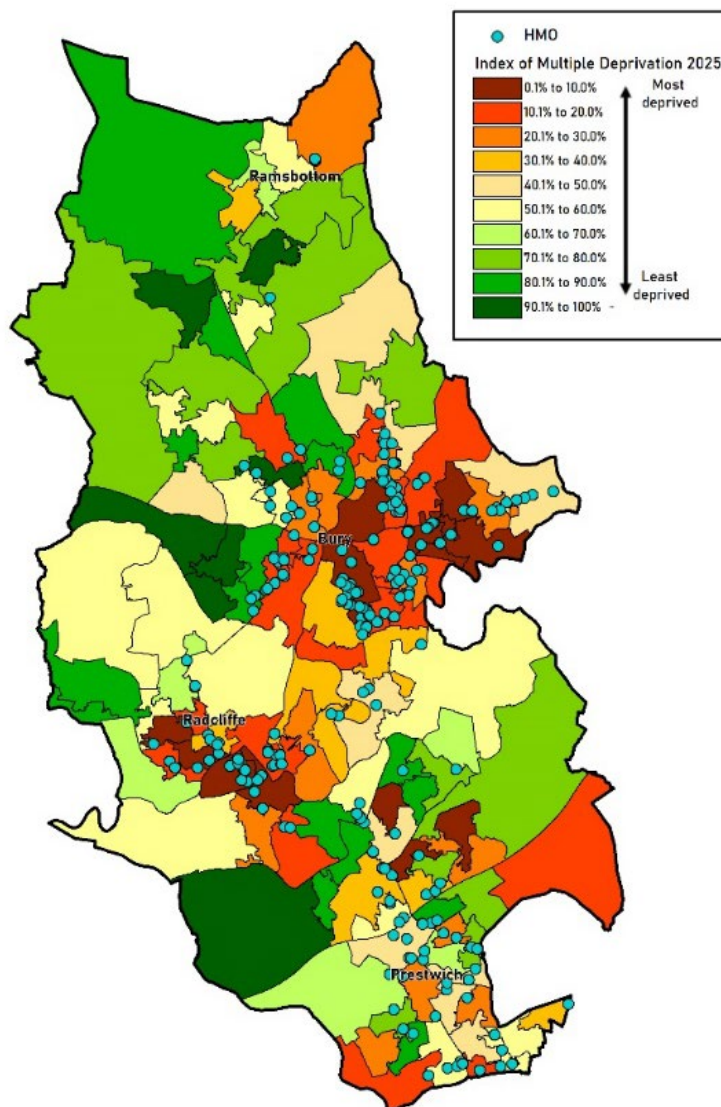 HMO
Index of Multiple Deprivation 2025
0.1% to 10.0%
Most
deprived
10.1% to 20.0%
20.1% to 30.0%
30.1% to 40.0%
40.1% to 50.0%
50.1% to 60.0%
60.1% to 70.0%
70.1% to 80.0%
80.1% to 90.0%
Least
deprived
90.1% to 100% -
Ramsbottom
Bury
Radcliffe
Prestwich